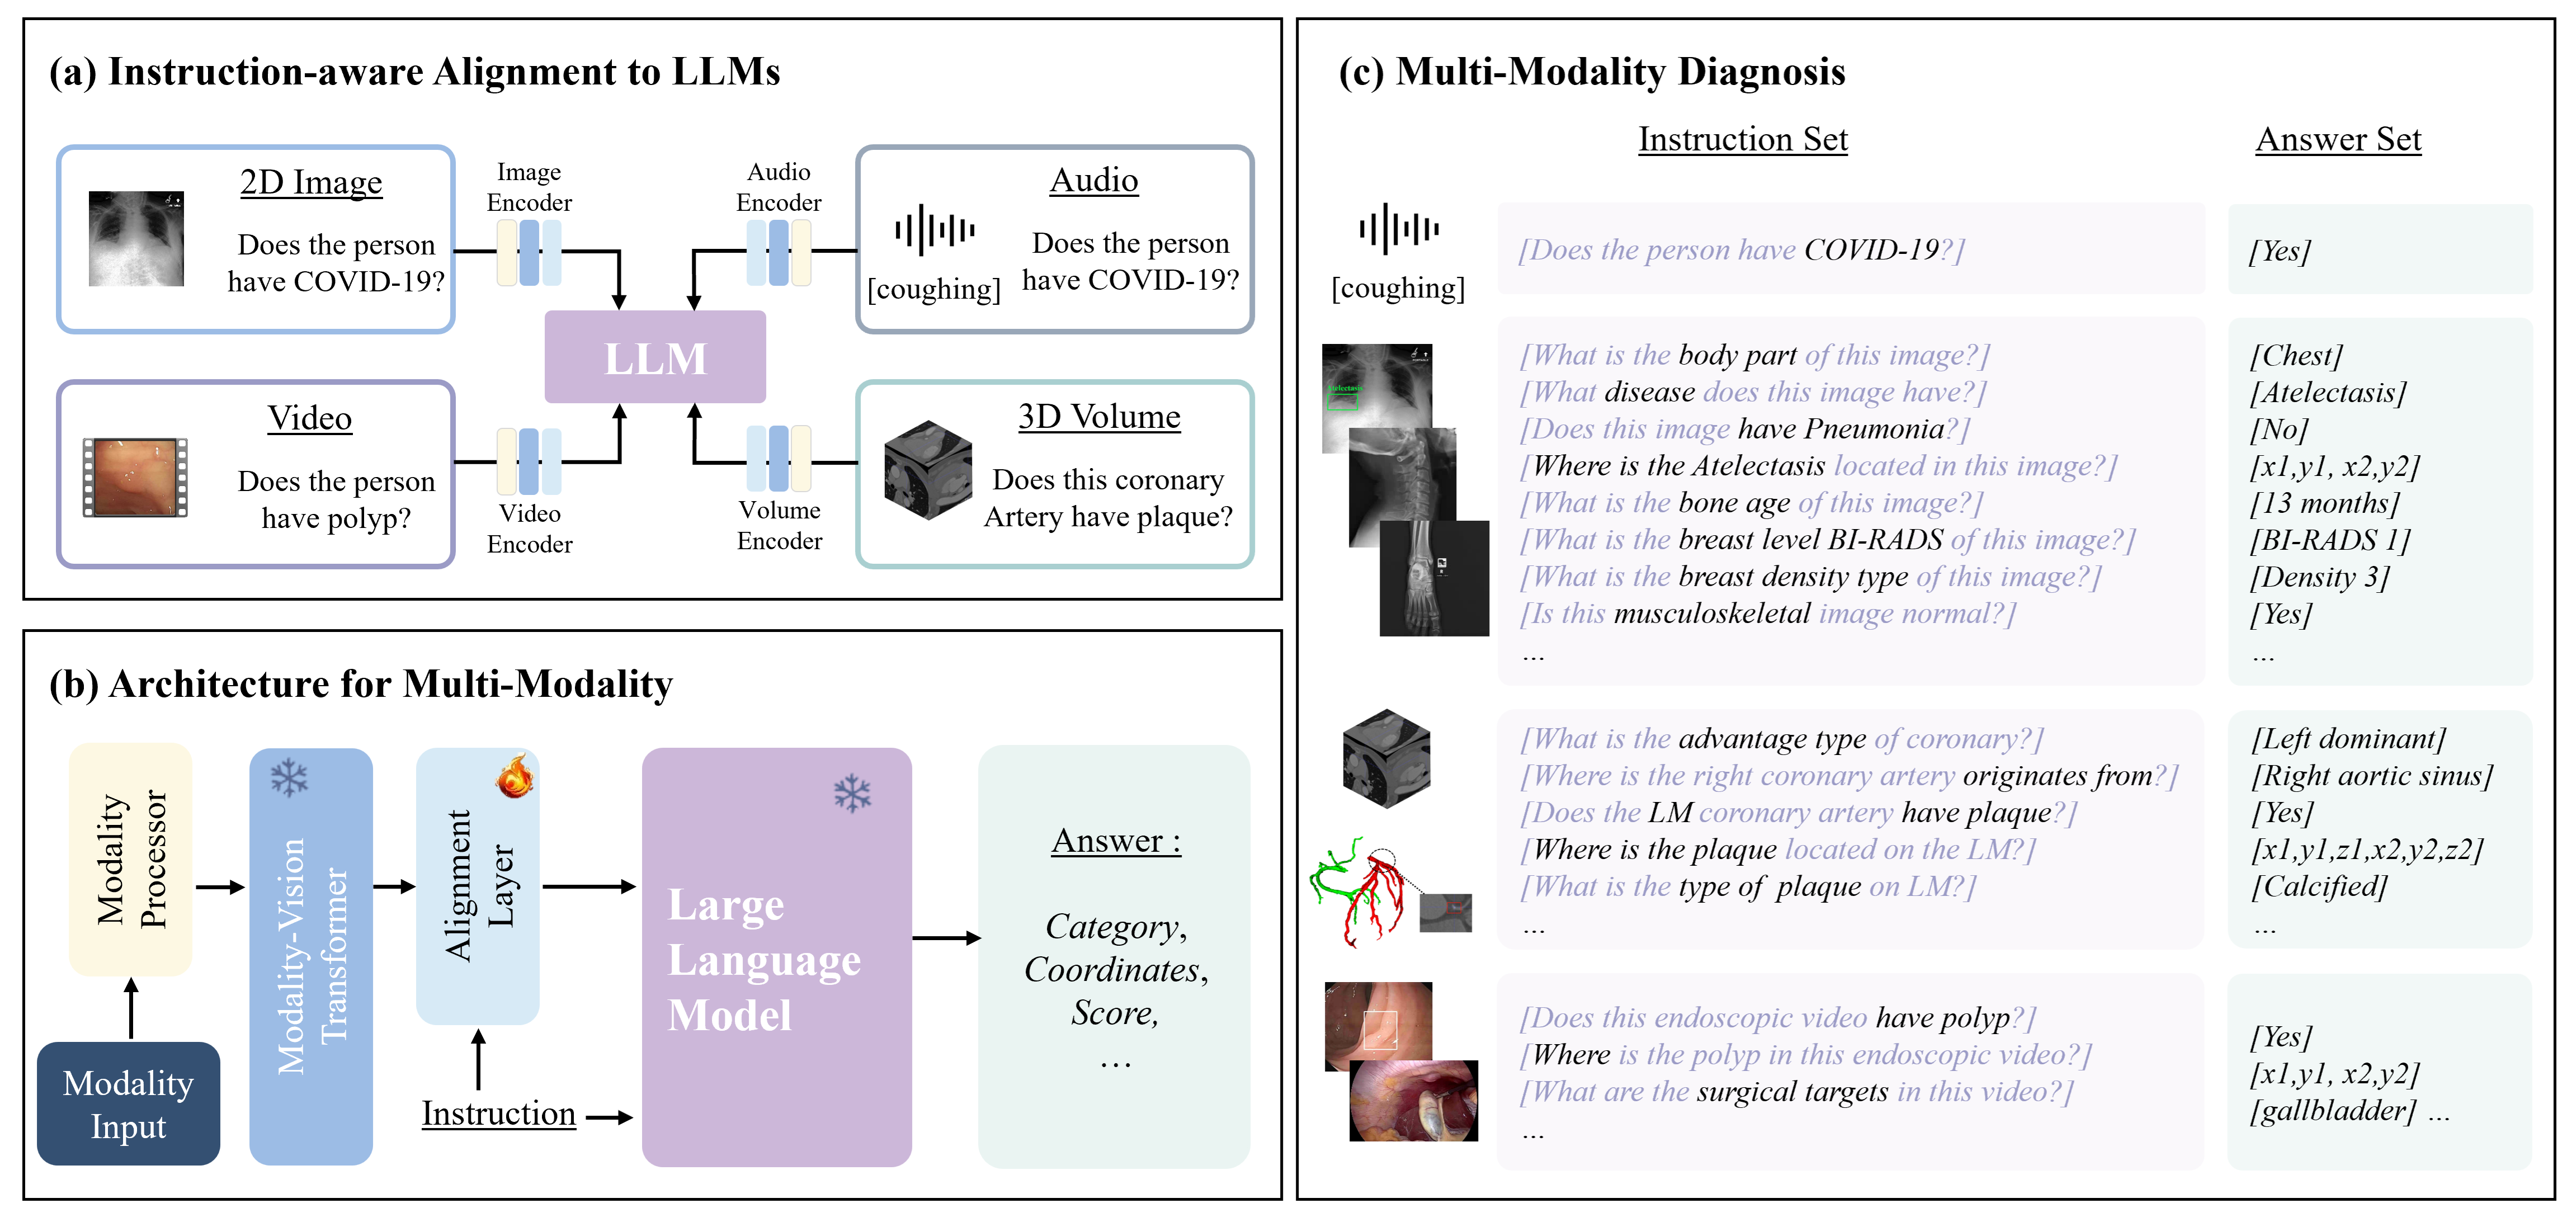 (a) Instruction-aware Alignment to LLMs
2D Image
Does the person
have COVID-19?
Image
Encoder
Audio
Encoder
Audio
[coughing]
Does the person
have COVID-19?
LLM
Video
Does the person
have polyp?
Video
Encoder
Volume
Encoder
3D Volume
Does this coronary
Artery have plaque?
(b) Architecture for Multi-Modality
Modality
Processor
Modality
Input
Modality-Vision
Transformer
Alignment
Layer
Instruction
Large
Language
Model
Answer :
Category,
Coordinates,
Score,
…
(c) Multi-Modality Diagnosis
Instruction Set
Answer Set
[coughing]
[Does the person have COVID-19?]
[Yes]
Atelectasis
[What is the body part of this image?]
[Chest]
[What disease does this image have?]
[Atelectasis]
[Does this image have Pneumonia?]
[No]
[Where is the Atelectasis located in this image?]
[x1,y1, x2,y2]
[What is the bone age of this image?]
[13 months]
[What is the breast level BI-RADS of this image?]
[BI-RADS 1]
[What is the breast density type of this image?]
[Density 3]
[Is this musculoskeletal image normal?]
[Yes]
...
...
[What is the advantage type of coronary?]
[Left dominant]
[Where is the right coronary artery originates from?]
[Right aortic sinus]
[Does the LM coronary artery have plaque?]
[Yes]
[Where is the plaque located on the LM?]
[x1,y1,z1,x2,y2,z2]
[What is the type of plaque on LM?]
[Calcified]
...
...
[Does this endoscopic video have polyp?]
[Yes]
[Where is the polyp in this endoscopic video?]
[x1,y1, x2,y2]
[What are the surgical targets in this video?]
[gallbladder] ...
...